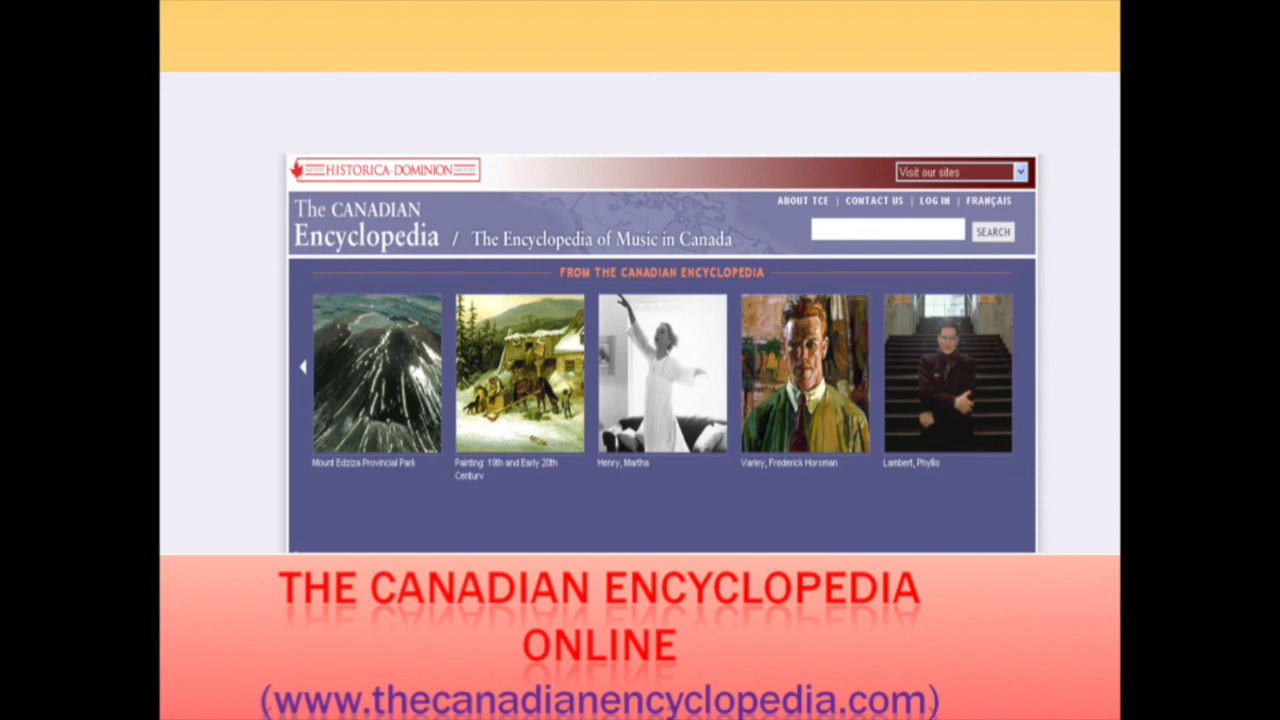 HISTORICA-DOMINION
Visit our sites
ABOUT TCE | CONTACT US | LOG IN | FRANÇAIS
The CANADIAN
Encyclopedia / The Encyclopedia of Music in Canada
SEARCH
FROM THE CANADIAN ENCYCLOPEDIA
Mount Edziza Provincial Park
Painting: 19th and Early 20th
Century
Henry, Martha
Varley, Frederick Horsman
Lambert, Phyllis
THE CANADIAN ENCYCLOPEDIA
ONLINE
(www.thecanadianencyclopedia.com)